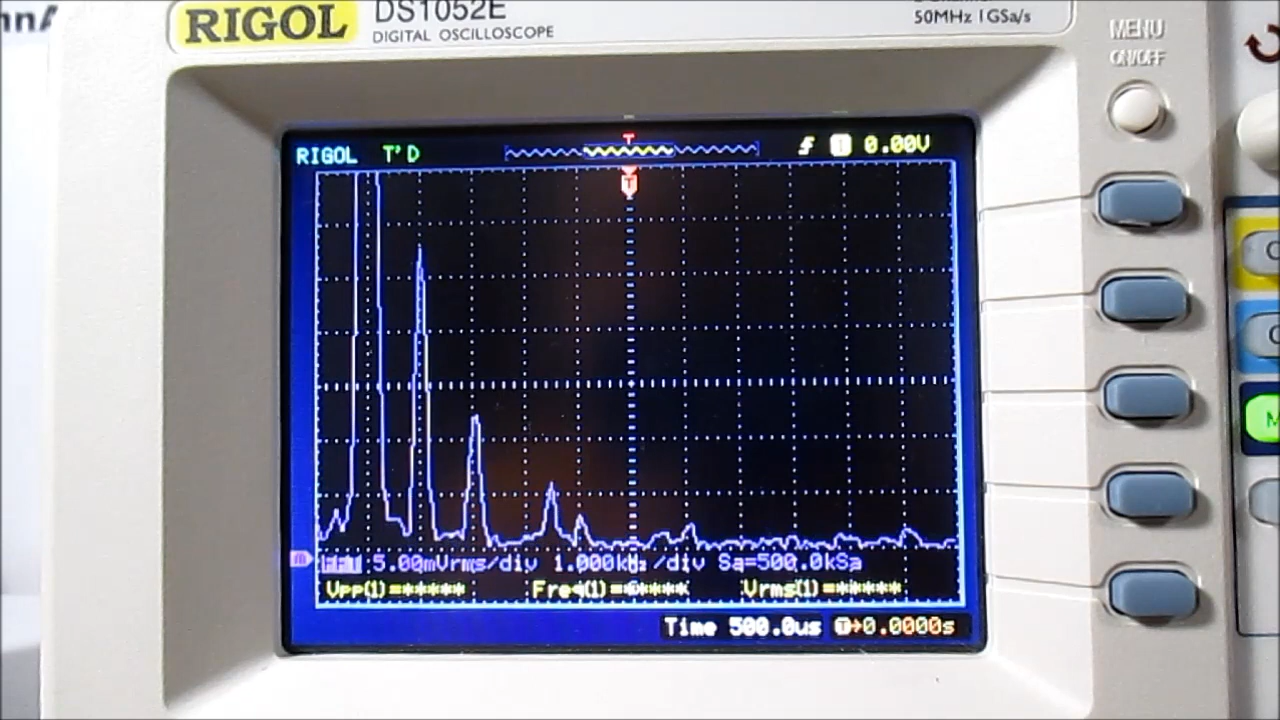 RIGOL DS1052E
DIGITAL OSCILLOSCOPE
50MHz 1GSa/s
MENU
ON/OFF
RIGOL T'D
T
0.00V
T
5.00mVrms/div 1.000kHz/div Sa=500.0kSa
Vpp(1)=***** Freq(1)=***** Vrms(1)=*****
Time 500.0us T→0.0000s